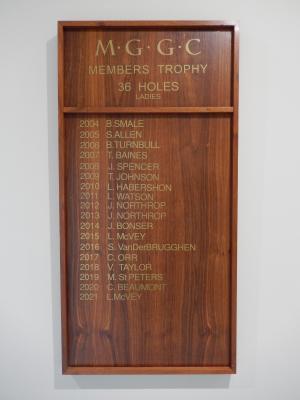 M·G·G·C
MEMBERS TROPHY
36 HOLES
LADIES
2004 B.SMALE
2005 S.ALLEN
2006 B.TURNBULL
2007 T. BAINES
2008 J. SPENCER
2009 T. JOHNSON
2010 L. HABERSHON
2011 L. WATSON
2012 J. NORTHROP
2013 J. NORTHROP
2014 J. BONSER
2015 L. McVEY
2016 S. VanDerBRUGGHEN
2017 C. ORR
2018 V. TAYLOR
2019 M. St PETERS
2020 C. BEAUMONT
2021 L.McVEY